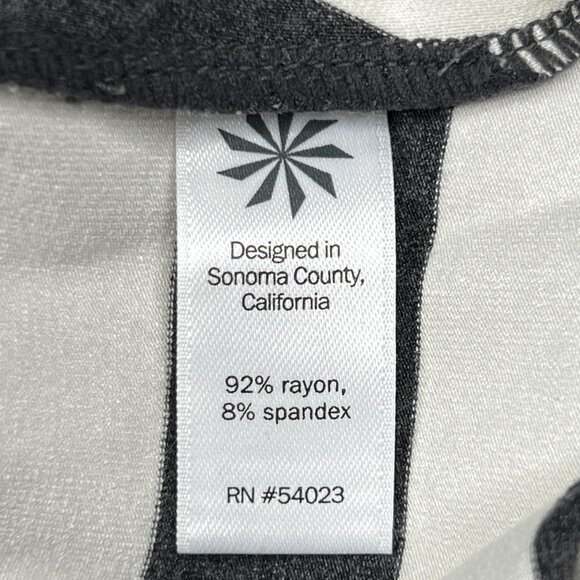 Designed in
Sonoma County,
California
92% rayon,
8% spandex
RN #54023